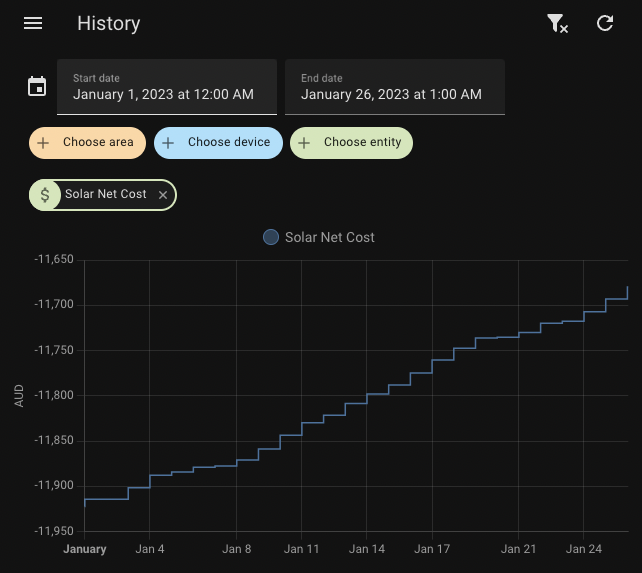 History
Start date
January 1, 2023 at 12:00 AM
End date
January 26, 2023 at 1:00 AM
Choose area
Choose device
Choose entity
$ Solar Net Cost
Solar Net Cost
-11,650
-11,700
-11,750
-11,800
-11,850
-11,900
-11,950
AUD
January Jan 4 Jan 8 Jan 11 Jan 14 Jan 17 Jan 21 Jan 24